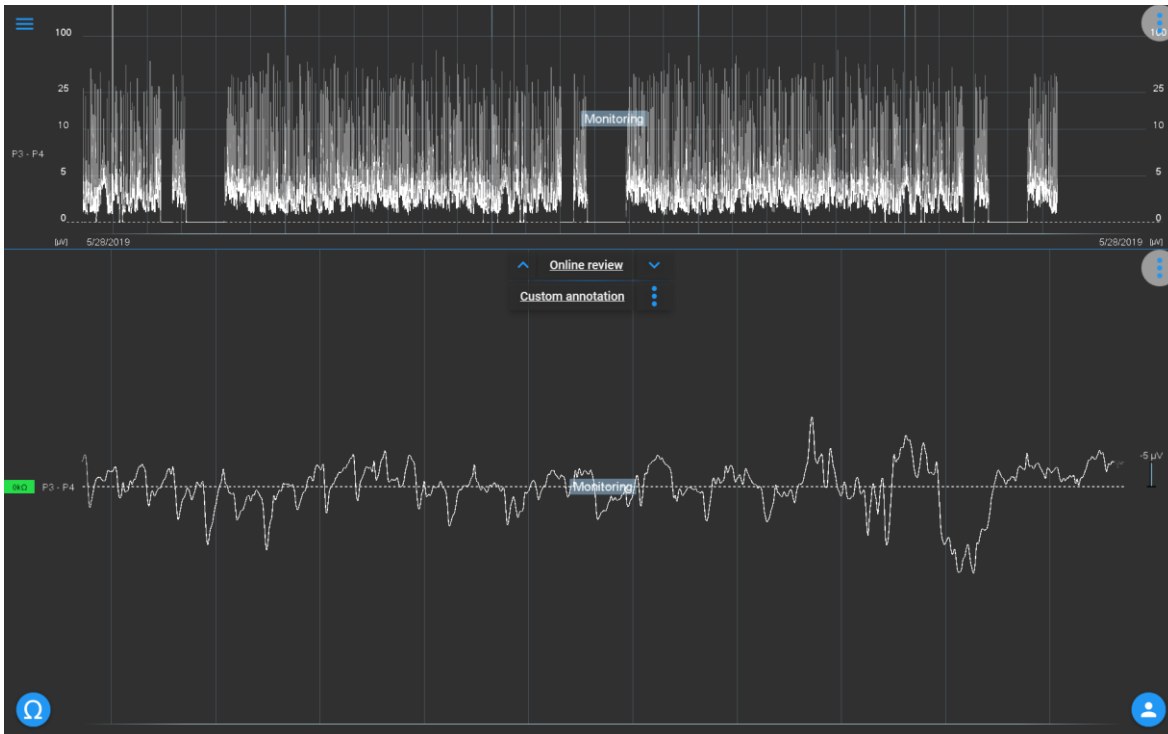 100
100
25
25
Monitoring
10
10
P3 - P4
5
5
0
0
[µV] 5/28/2019
5/28/2019 [µV]
Online review
Custom annotation
-5 µV
0kΩ P3 - P4
Monitoring
Ω